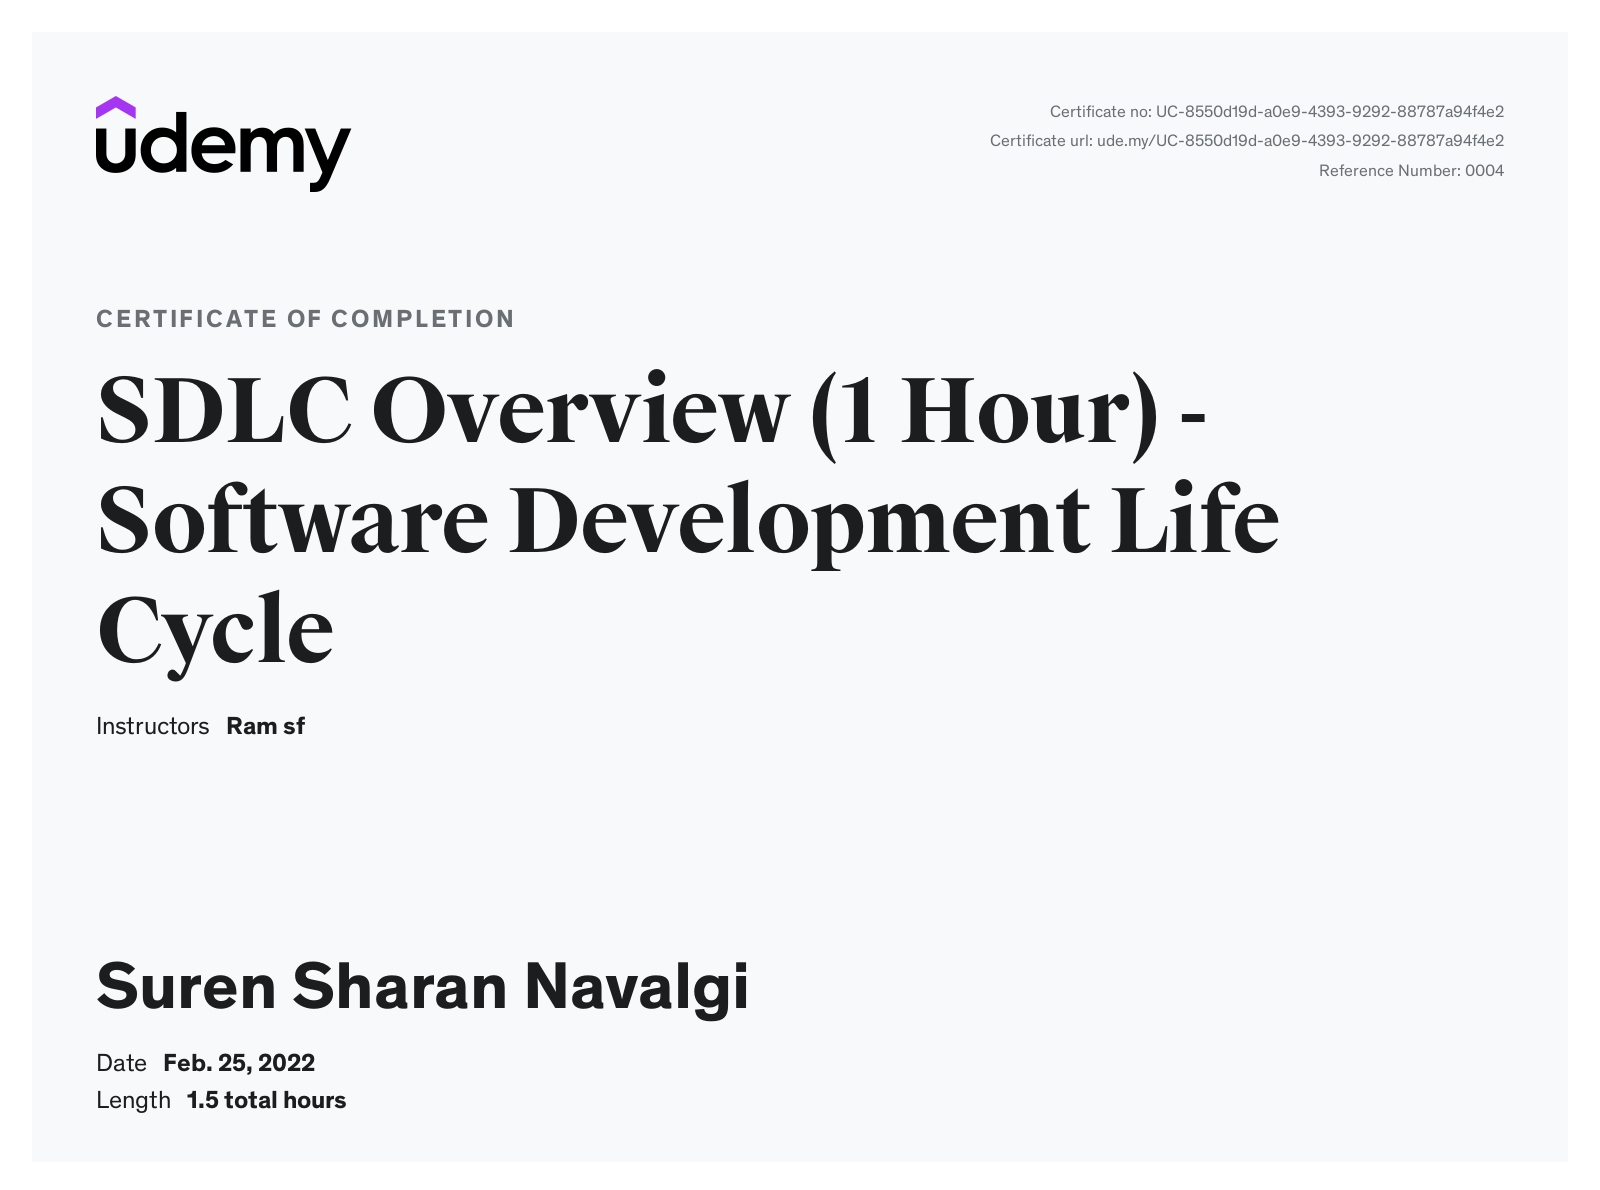 udemy
Certificate no: UC-8550d19d-a0e9-4393-9292-88787a94f4e2
Certificate url: ude.my/UC-8550d19d-a0e9-4393-9292-88787a94f4e2
Reference Number: 0004
CERTIFICATE OF COMPLETION
SDLC Overview (1 Hour) -
Software Development Life
Cycle
Instructors Ram sf
Suren Sharan Navalgi
Date Feb. 25, 2022
Length 1.5 total hours